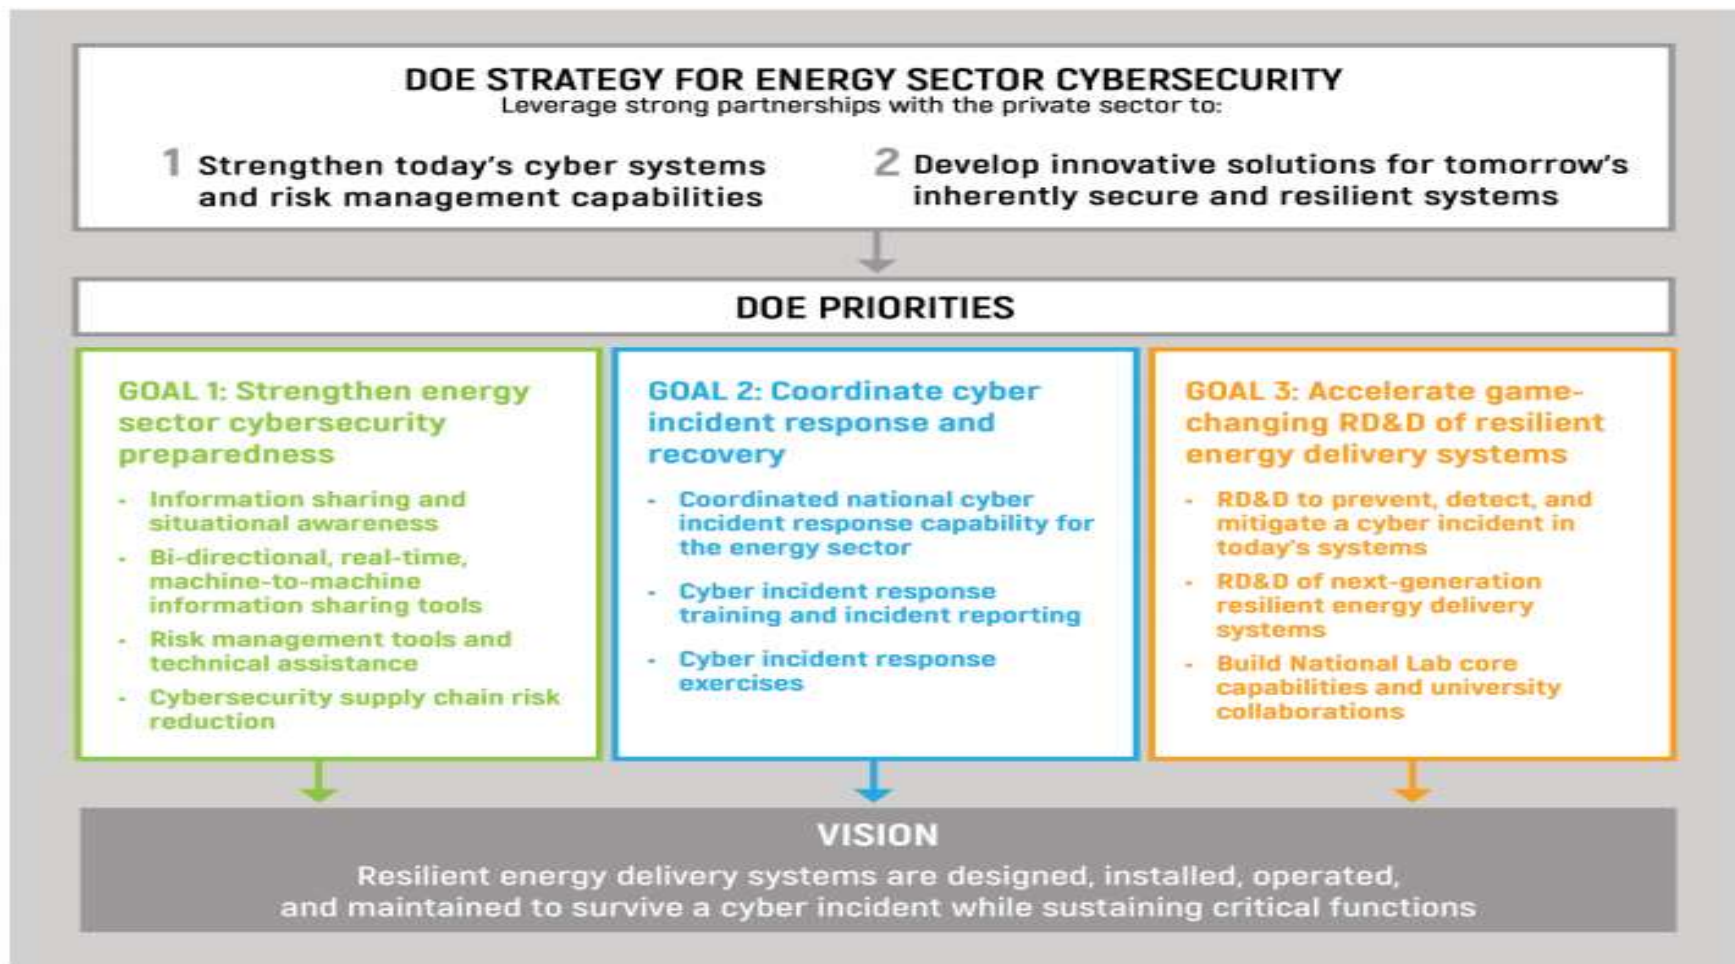 DOE STRATEGY FOR ENERGY SECTOR CYBERSECURITY
Leverage strong partnerships with the private sector to:
1 Strengthen today's cyber systems
and risk management capabilities
2 Develop innovative solutions for tomorrow's
inherently secure and resilient systems
DOE PRIORITIES
GOAL 1: Strengthen energy
sector cybersecurity
preparedness
- Information sharing and
situational awareness
- Bi-directional, real-time,
machine-to-machine
information sharing tools
- Risk management tools and
technical assistance
- Cybersecurity supply chain risk
reduction
GOAL 2: Coordinate cyber
incident response and
recovery
- Coordinated national cyber
incident response capability for
the energy sector
- Cyber incident response
training and incident reporting
- Cyber incident response
exercises
GOAL 3: Accelerate game-
changing RD&D of resilient
energy delivery systems
- RD&D to prevent, detect, and
mitigate a cyber incident in
today's systems
- RD&D of next-generation
resilient energy delivery
systems
- Build National Lab core
capabilities and university
collaborations
VISION
Resilient energy delivery systems are designed, installed, operated,
and maintained to survive a cyber incident while sustaining critical functions